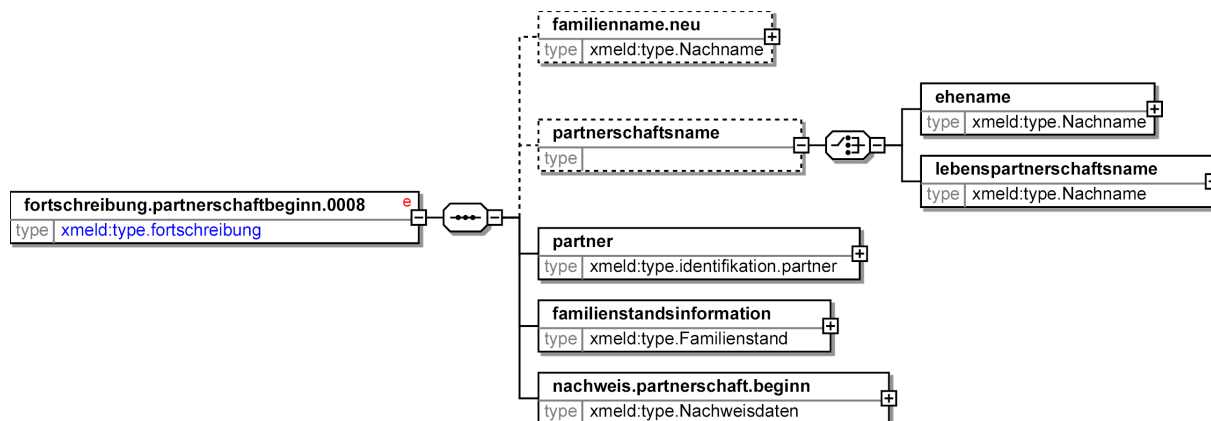 familienname.neu
type xmeld:type.Nachname
partnerschaftsname
type
ehename
type xmeld:type.Nachname
lebenspartnerschaftsname
type xmeld:type.Nachname
fortschreibung.partnerschaftbeginn.0008 e
type xmeld:type.fortschreibung
partner
type xmeld:type.identifikation.partner
familienstandsinformation
type xmeld:type.Familienstand
nachweis.partnerschaft.beginn
type xmeld:type.Nachweisdaten